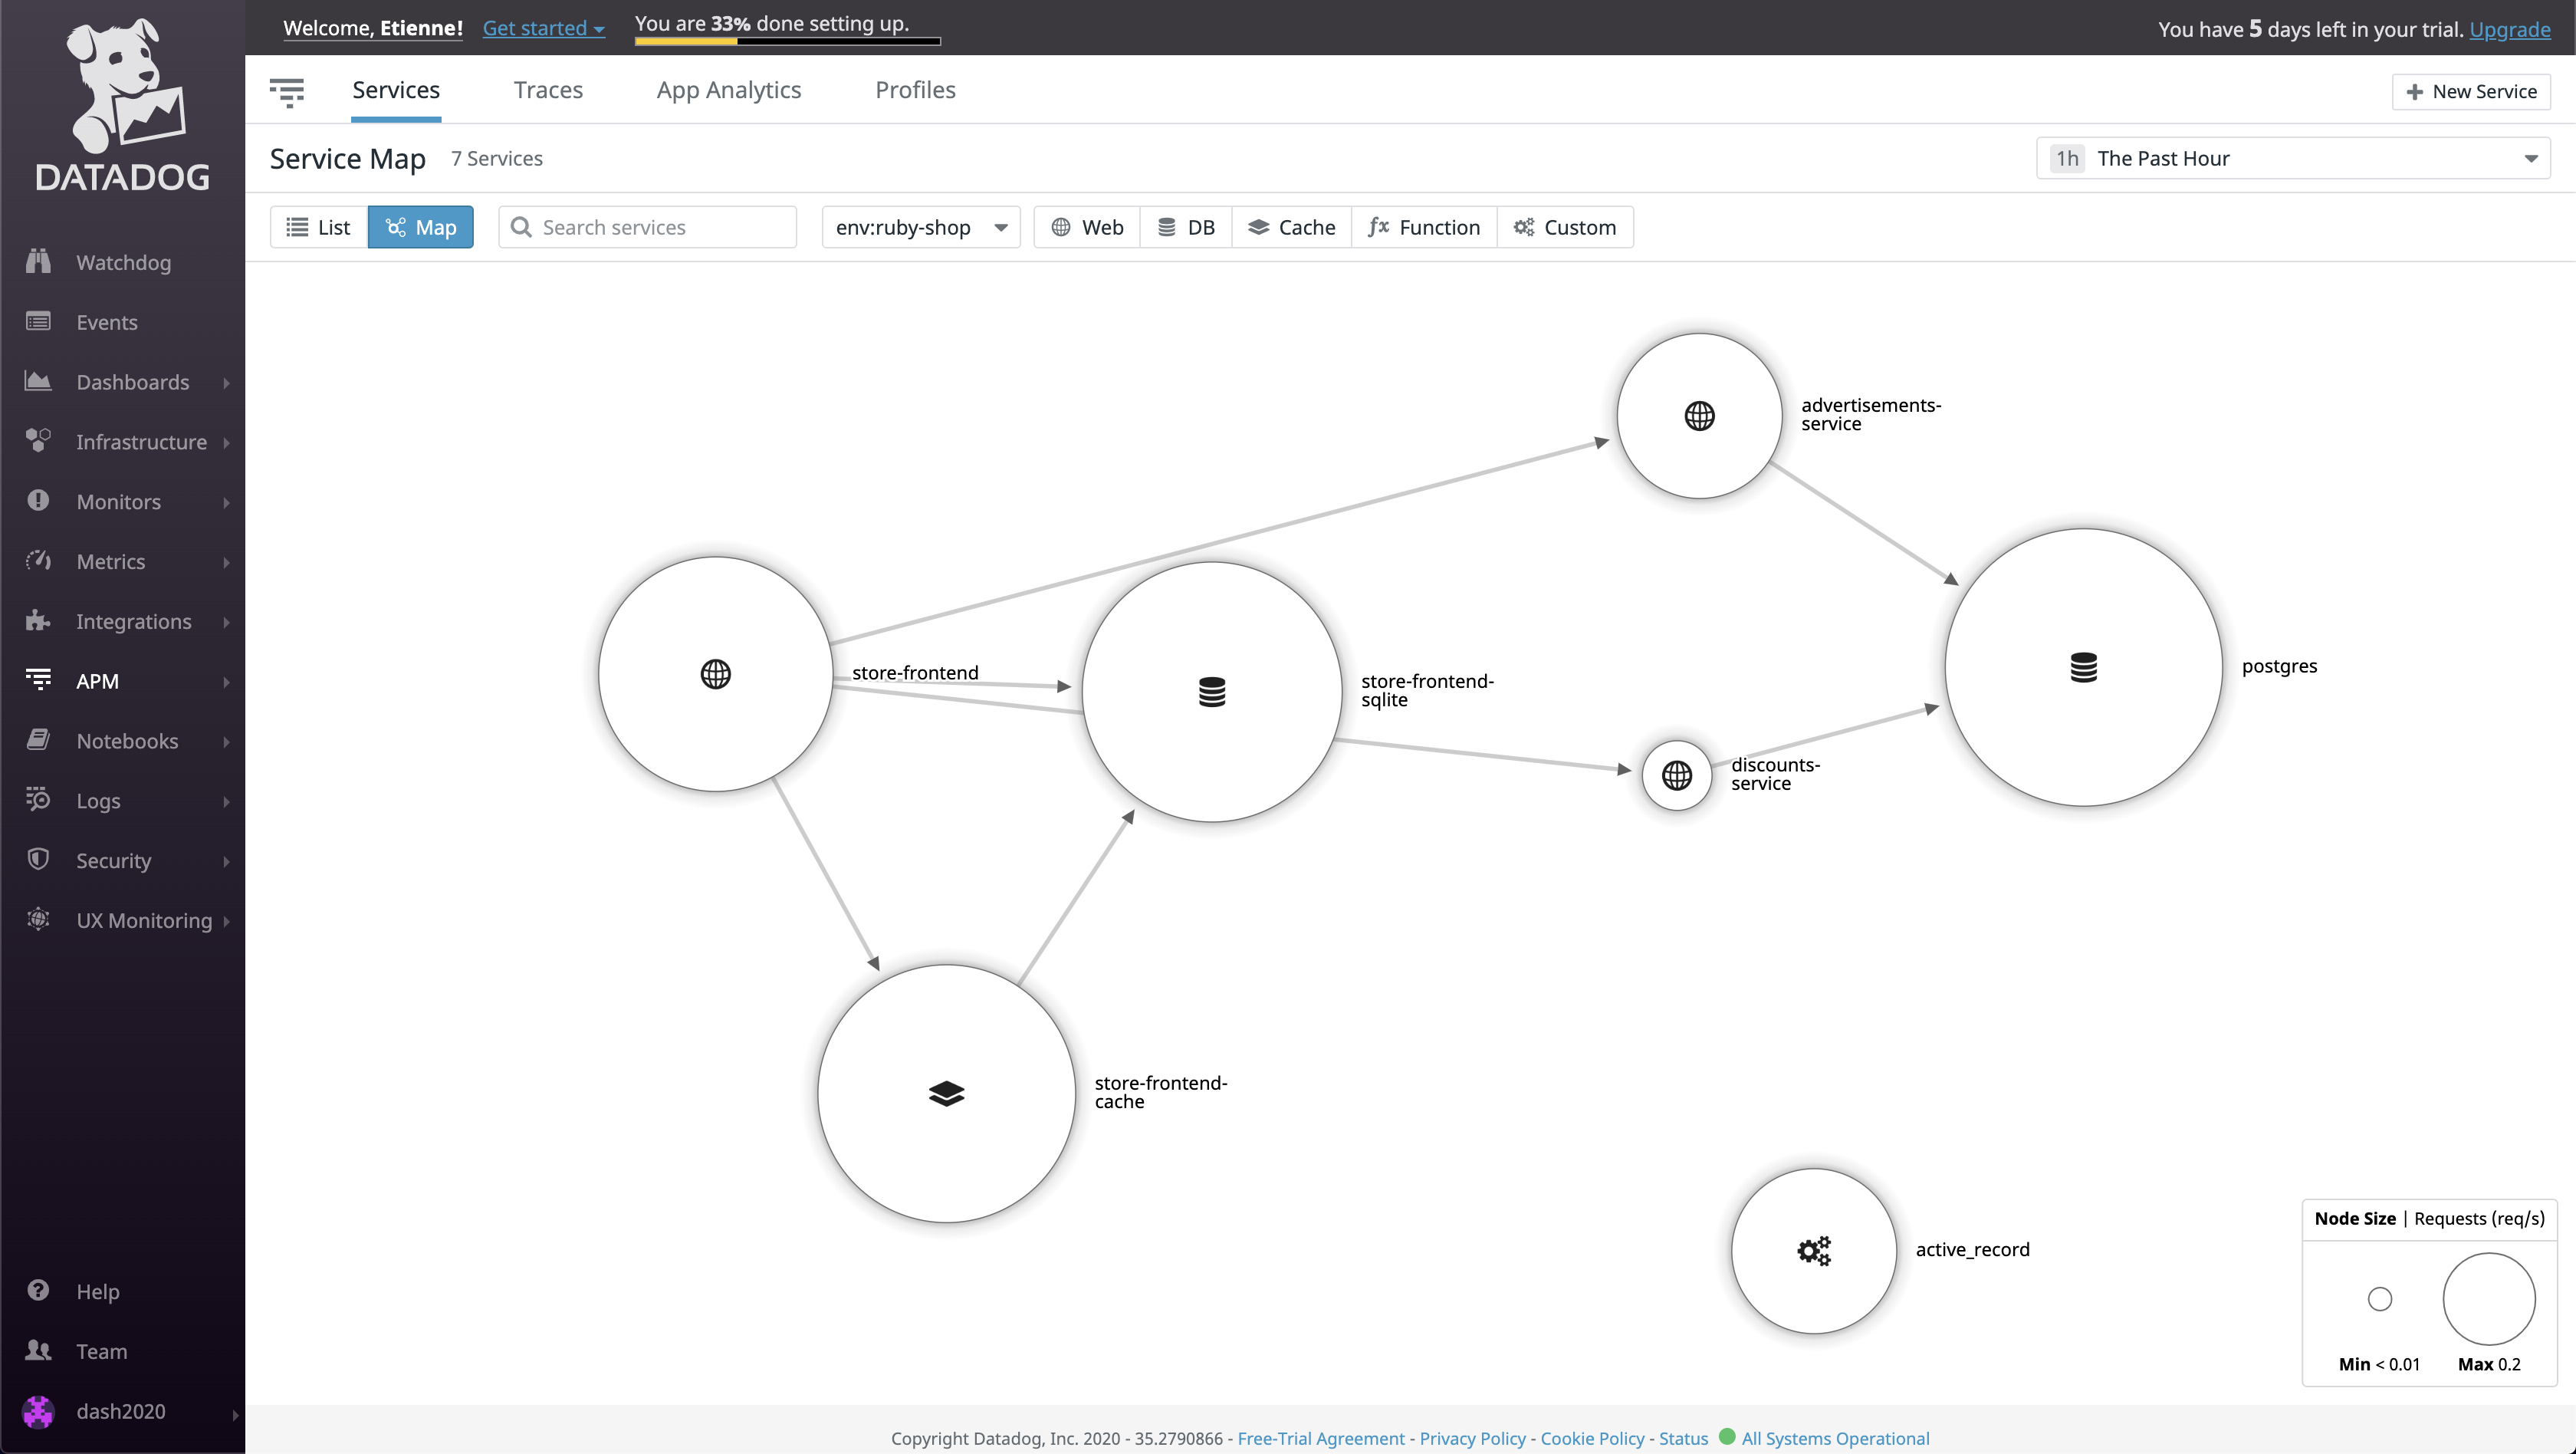 DATADOG
Welcome, Etienne!
Get started
You are 33% done setting up.
You have 5 days left in your trial. Upgrade
Services
Traces
App Analytics
Profiles
New Service
Service Map
7 Services
1h The Past Hour
List
Map
Search services
env:ruby-shop
Web
DB
Cache
fx Function
Custom
Watchdog
Events
Dashboards
Infrastructure
Monitors
Metrics
Integrations
APM
Notebooks
Logs
Security
UX Monitoring
Help
Team
dash2020
advertisements-
service
store-frontend
store-frontend-
sqlite
postgres
discounts-
service
store-frontend-
cache
active_record
Node Size | Requests (req/s)
Min < 0.01
Max 0.2
Copyright Datadog, Inc. 2020 - 35.2790866 - Free-Trial Agreement - Privacy Policy - Cookie Policy - Status All Systems Operational